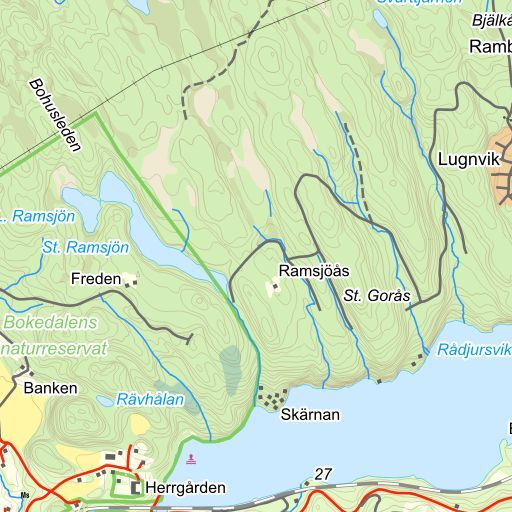 Bjälkå
Ramb
Bohusleden
Lugnvik
L. Ramsjön
St. Ramsjön
Freden
Ramsjöås
St. Gorås
Bokedalens
naturreservat
Rådjursvik
Banken
Rävhålan
Skärnan
27
Herrgården
Ms